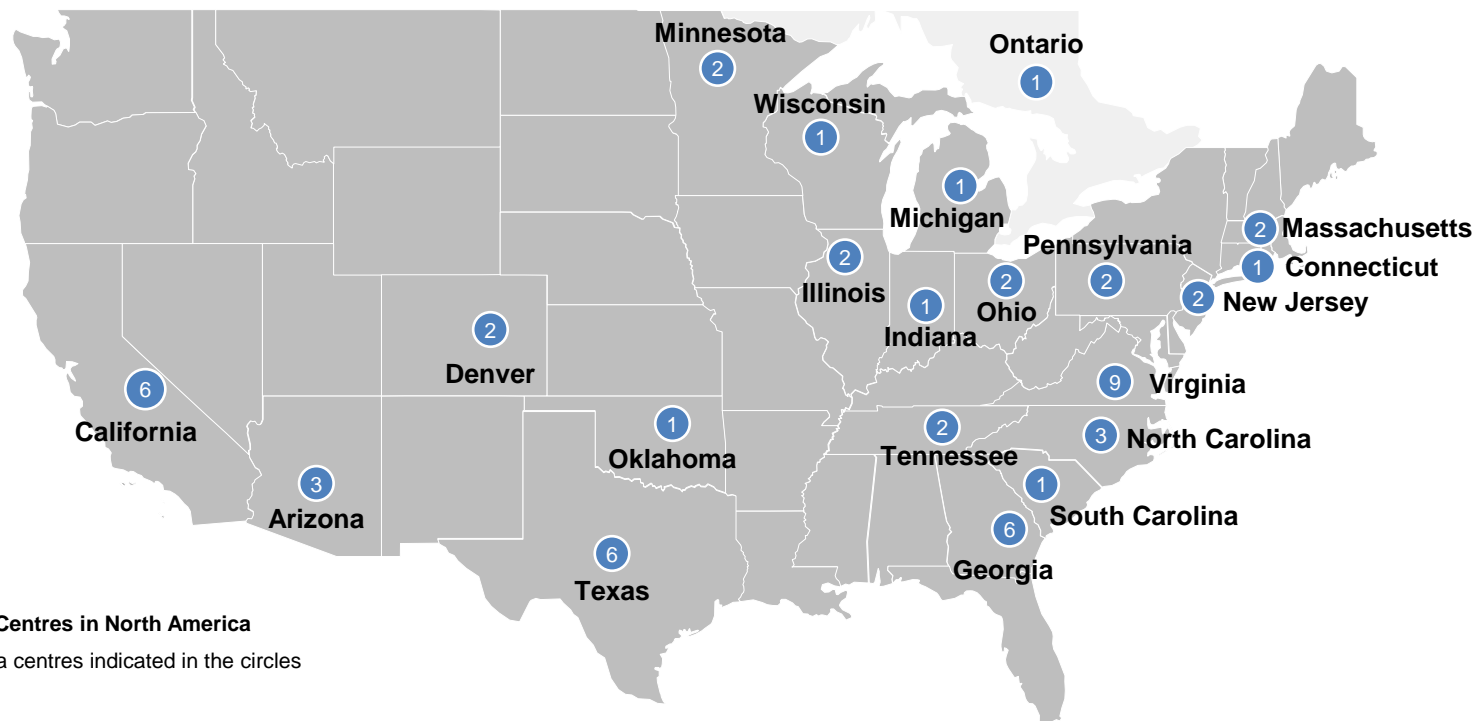 Minnesota
2
Ontario
1
Wisconsin
1
1
Michigan
2 Massachusetts
Pennsylvania
2
1 Connecticut
2
Illinois
2
Ohio
1
Indiana
2 New Jersey
2
Denver
6
California
9 Virginia
1
Oklahoma
2
Tennessee
3 North Carolina
3
Arizona
1
South Carolina
6
Georgia
6
Texas
Centres in North America
a centres indicated in the circles